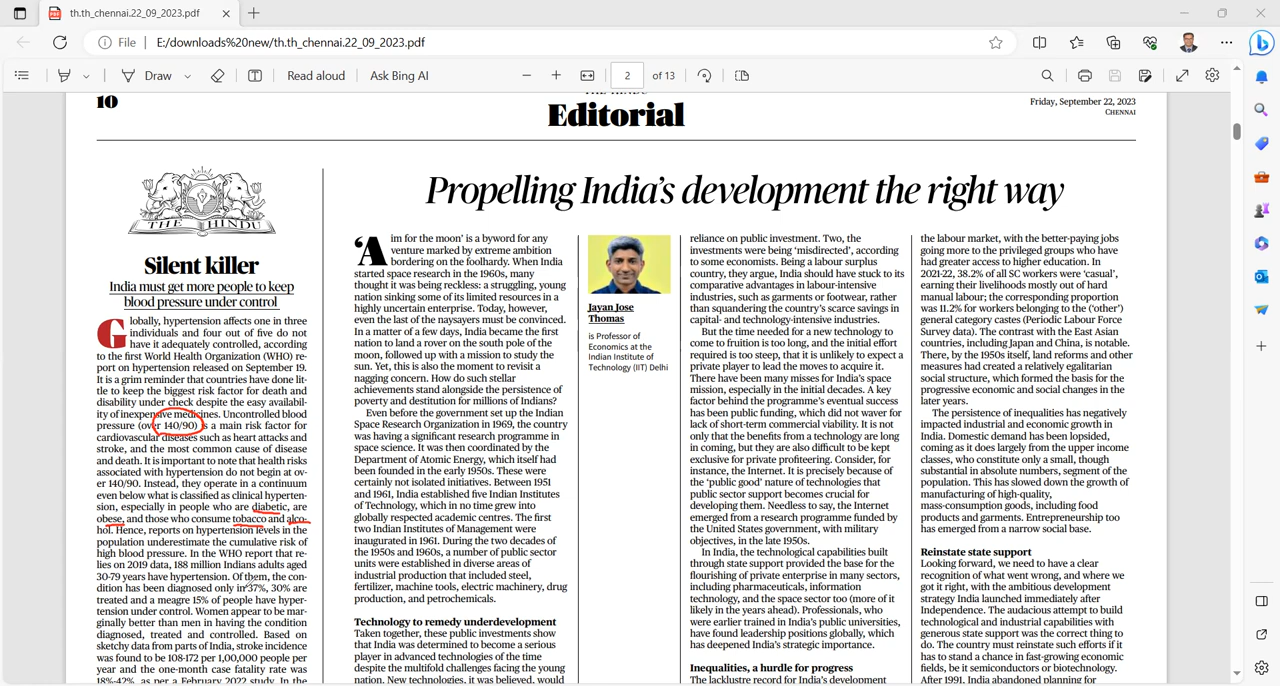 th.th_chennai.22_09_2023.pdf
File
E:/downloads%20new/th.th_chennai.22_09_2023.pdf
Draw
Read aloud
Ask Bing AI
2
of 13
10
Editorial
Friday, September 22, 2023
CHENNAI
THE HINDU
Silent killer
India must get more people to keep
blood pressure under control
Globally, hypertension affects one in three
individuals and four out of five do not
have it adequately controlled, according
to the first World Health Organization (WHO) re-
port on hypertension released on September 19.
It is a grim reminder that countries have done lit-
tle to keep the biggest risk factor for death and
disability under check despite the easy availabil-
ity of inexpensive medicines. Uncontrolled blood
pressure (over 140/90) is a main risk factor for
cardiovascular diseases such as heart attacks and
stroke, and the most common cause of disease
and death. It is important to note that health risks
associated with hypertension do not begin at ov-
er 140/90. Instead, they operate in a continuum
even below what is classified as clinical hyperten-
sion, especially in people who are diabetic, are
obese, and those who consume tobacco and alco-
hol. Hence, reports on hypertension levels in the
population underestimate the cumulative risk of
high blood pressure. In the WHO report that re-
lies on 2019 data, 188 million Indians adults aged
30-79 years have hypertension. Of them, the con-
dition has been diagnosed only in 37%, 30% are
treated and a meagre 15% of people have hyper-
tension under control. Women appear to be mar-
ginally better than men in having the condition
diagnosed, treated and controlled. Based on
sketchy data from parts of India, stroke incidence
was found to be 108-172 per 1,00,000 people per
year and the one-month case fatality rate was
18%-42%, as per a February 2022 study. In the
Propelling India's development the right way
‘Aim for the moon’ is a byword for any
venture marked by extreme ambition
bordering on the foolhardy. When India
started space research in the 1960s, many
thought it was being reckless: a struggling, young
nation sinking some of its limited resources in a
highly uncertain enterprise. Today, however,
even the last of the naysayers must be convinced.
In a matter of a few days, India became the first
nation to land a rover on the south pole of the
moon, followed up with a mission to study the
sun. Yet, this is also the moment to revisit a
nagging concern. How do such stellar
achievements stand alongside the persistence of
poverty and destitution for millions of Indians?
Even before the government set up the Indian
Space Research Organization in 1969, the country
was having a significant research programme in
space science. It was then coordinated by the
Department of Atomic Energy, which itself had
been founded in the early 1950s. These were
certainly not isolated initiatives. Between 1951
and 1961, India established five Indian Institutes
of Technology, which in no time grew into
globally respected academic centres. The first
two Indian Institutes of Management were
inaugurated in 1961. During the two decades of
the 1950s and 1960s, a number of public sector
units were established in diverse areas of
industrial production that included steel,
fertilizer, machine tools, electric machinery, drug
production, and petrochemicals.
Technology to remedy underdevelopment
Taken together, these public investments show
that India was determined to become a serious
player in advanced technologies of the time
despite the multifold challenges facing the young
nation. New technologies, it was believed, would
Jayan Jose
Thomas
is Professor of
Economics at the
Indian Institute of
Technology (IIT) Delhi
reliance on public investment. Two, the
investments were being ‘misdirected’, according
to some economists. Being a labour surplus
country, they argue, India should have stuck to its
comparative advantages in labour-intensive
industries, such as garments or footwear, rather
than squandering the country's scarce savings in
capital- and technology-intensive industries.
But the time needed for a new technology to
come to fruition is too long, and the initial effort
required is too steep, that it is unlikely to expect a
private player to lead the moves to acquire it.
There have been many misses for India's space
mission, especially in the initial decades. A key
factor behind the programme's eventual success
has been public funding, which did not waver for
lack of short-term commercial viability. It is not
only that the benefits from a technology are long
in coming, but they are also difficult to be kept
exclusive for private profiteering. Consider, for
instance, the Internet. It is precisely because of
the ‘public good’ nature of technologies that
public sector support becomes crucial for
developing them. Needless to say, the Internet
emerged from a research programme funded by
the United States government, with military
objectives, in the late 1950s.
In India, the technological capabilities built
through state support provided the base for the
flourishing of private enterprise in many sectors,
including pharmaceuticals, information
technology, and the space sector too (more of it
likely in the years ahead). Professionals, who
were earlier trained in India's public universities,
have found leadership positions globally, which
has deepened India's strategic importance.
Inequalities, a hurdle for progress
The lacklustre record for India's development
the labour market, with the better-paying jobs
going more to the privileged groups who have
had greater access to higher education. In
2021-22, 38.2% of all SC workers were ‘casual’,
earning their livelihoods mostly out of hard
manual labour; the corresponding proportion
was 11.2% for workers belonging to the (‘other’)
general category castes (Periodic Labour Force
Survey data). The contrast with the East Asian
countries, including Japan and China, is notable.
There, by the 1950s itself, land reforms and other
measures had created a relatively egalitarian
social structure, which formed the basis for the
progressive economic and social changes in the
later years.
The persistence of inequalities has negatively
impacted industrial and economic growth in
India. Domestic demand has been lopsided,
coming as it does largely from the upper income
classes, who constitute only a small, though
substantial in absolute numbers, segment of the
population. This has slowed down the growth of
manufacturing of high-quality,
mass-consumption goods, including food
products and garments. Entrepreneurship too
has emerged from a narrow social base.
Reinstate state support
Looking forward, we need to have a clear
recognition of what went wrong, and where we
got it right, with the ambitious development
strategy India launched immediately after
Independence. The audacious attempt to build
technological and industrial capabilities with
generous state support was the correct thing to
do. The country must reinstate such efforts if it
has to stand a chance in fast-growing economic
fields, be it semiconductors or biotechnology.
After 1991, India abandoned planning for